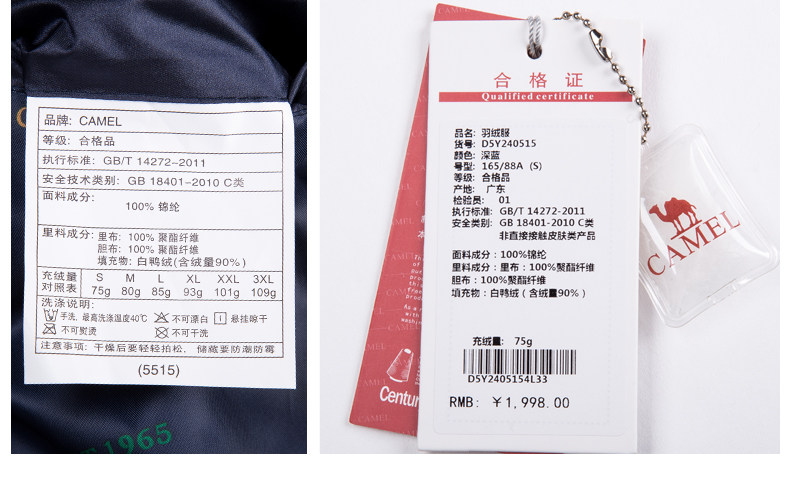 品牌: CAMEL
等级: 合格品
执行标准: GB/T 14272-2011
安全技术类别: GB 18401-2010 C类
面料成分:
100% 锦纶
里料成分: 里布: 100% 聚酯纤维
胆布: 100% 聚酯纤维
填充物: 白鸭绒(含绒量90%)
充绒量 S M L XL XXL 3XL
对照表 75g 80g 85g 93g 101g 109g
洗涤说明:
手洗, 最高洗涤温度40℃ 不可漂白 悬挂晾干
不可熨烫 不可干洗
注意事项: 干燥后要轻轻拍松, 储藏要防潮防霉
(5515)
1965
CAMEL
合格证
Qualified certificate
品名: 羽绒服
货号: D5Y240515
颜色: 深蓝
号型: 165/88A (S)
等级: 合格品
产地: 广东
检验员: 01
执行标准: GB/T 14272-2011
安全类别: GB 18401-2010 C类
非直接接触皮肤类产品
面料成分: 100%锦纶
里料成分: 里布: 100%聚酯纤维
胆布: 100%聚酯纤维
填充物: 白鸭绒 (含绒量90%)
充绒量: 75g
D5Y2405154L33
RMB: ¥1,998.00
CAMEL
Centur
CAMEL